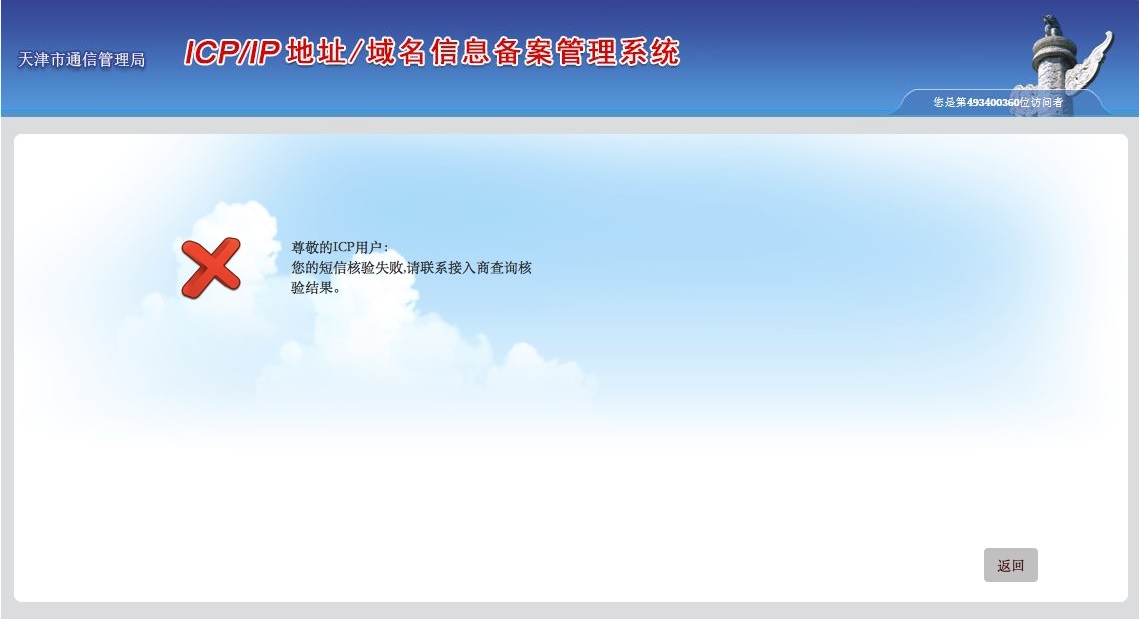 天津市通信管理局
ICP/IP 地址/域名信息备案管理系统
您是第493400360位访问者
尊敬的ICP用户:
您的短信核验失败,请联系接入商查询核
验结果。
返回